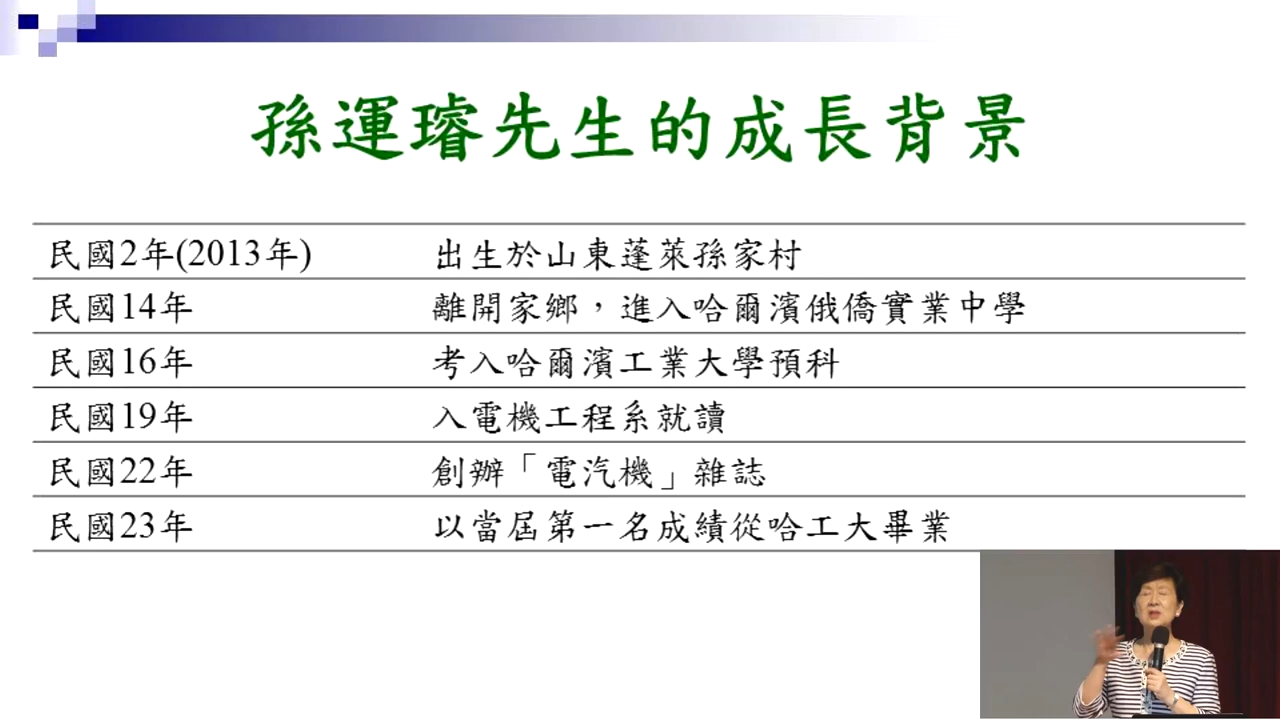 孫運璿先生的成長背景
民國2年(2013年) 出生於山東蓬萊孫家村
民國14年 離開家鄉，進入哈爾濱俄僑實業中學
民國16年 考入哈爾濱工業大學預科
民國19年 入電機工程系就讀
民國22年 創辦「電汽機」雜誌
民國23年 以當屆第一名成績從哈工大畢業